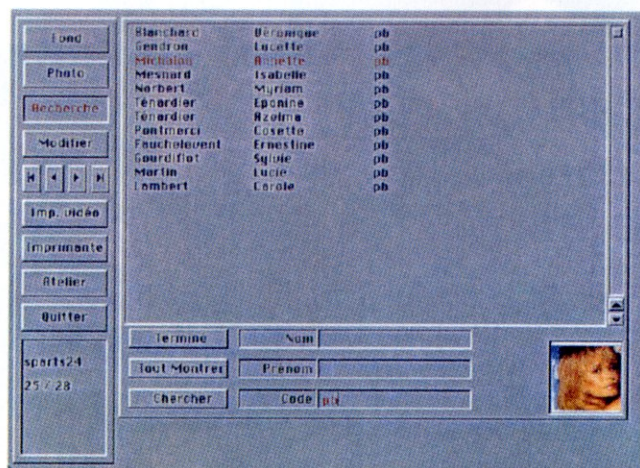 Fond
Photo
Recherche
Modifier
Imp. vidéo
Imprimante
Atelier
Quitter
sparts24
25 / 28
Blanchard Véronique pb
Gendron Lucette pb
Michalon Annette pb
Mesnard Isabelle pb
Norbert Myriam pb
Ténardier Eponine pb
Ténardier Azelma pb
Pontmerci Cosette pb
Fauchelevent Ernestine pb
Gourdiflot Sylvie pb
Martin Lucie pb
Lambert Carole pb
Termine Nom
Tout Montrer Prénom
Chercher Code pb